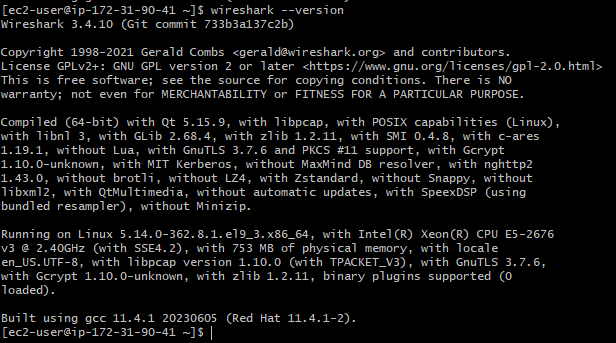 [ec2-user@ip-172-31-90-41 ~]$ wireshark --version
Wireshark 3.4.10 (Git commit 733b3a137c2b)
Copyright 1998-2021 Gerald Combs <gerald@wireshark.org> and contributors.
License GPLv2+: GNU GPL version 2 or later <https://www.gnu.org/licenses/gpl-2.0.html>
This is free software; see the source for copying conditions. There is NO
warranty; not even for MERCHANTABILITY or FITNESS FOR A PARTICULAR PURPOSE.
Compiled (64-bit) with Qt 5.15.9, with libpcap, with POSIX capabilities (Linux),
with libnl 3, with GLib 2.68.4, with zlib 1.2.11, with SMI 0.4.8, with c-ares
1.19.1, without Lua, with GnuTLS 3.7.6 and PKCS #11 support, with Gcrypt
1.10.0-unknown, with MIT Kerberos, without MaxMind DB resolver, with nghttp2
1.43.0, without brotli, without LZ4, with Zstandard, without Snappy, without
libxml2, with QtMultimedia, without automatic updates, with SpeexDSP (using
bundled resampler), without Minizip.
Running on Linux 5.14.0-362.8.1.el9_3.x86_64, with Intel(R) Xeon(R) CPU E5-2676
v3 @ 2.40GHz (with SSE4.2), with 753 MB of physical memory, with locale
en_US.UTF-8, with libpcap version 1.10.0 (with TPACKET_V3), with GnuTLS 3.7.6,
with Gcrypt 1.10.0-unknown, with zlib 1.2.11, binary plugins supported (0
loaded).
Built using gcc 11.4.1 20230605 (Red Hat 11.4.1-2).
[ec2-user@ip-172-31-90-41 ~]$